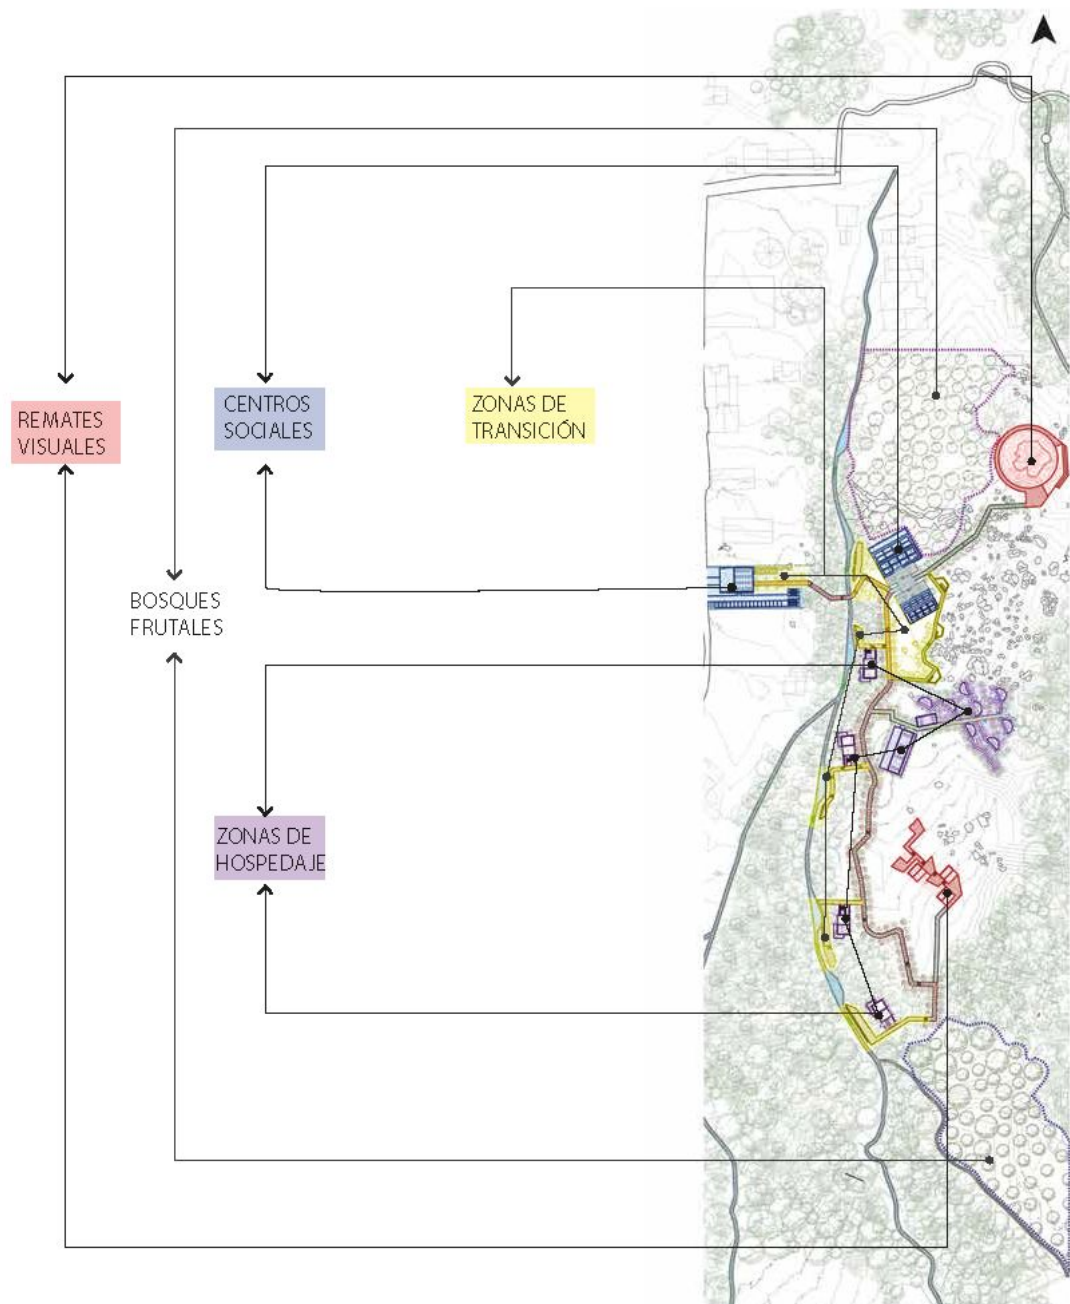 REMATES
VISUALES
CENTROS
SOCIALES
ZONAS DE
TRANSICIÓN
BOSQUES
FRUTALES
ZONAS DE
HOSPEDAJE